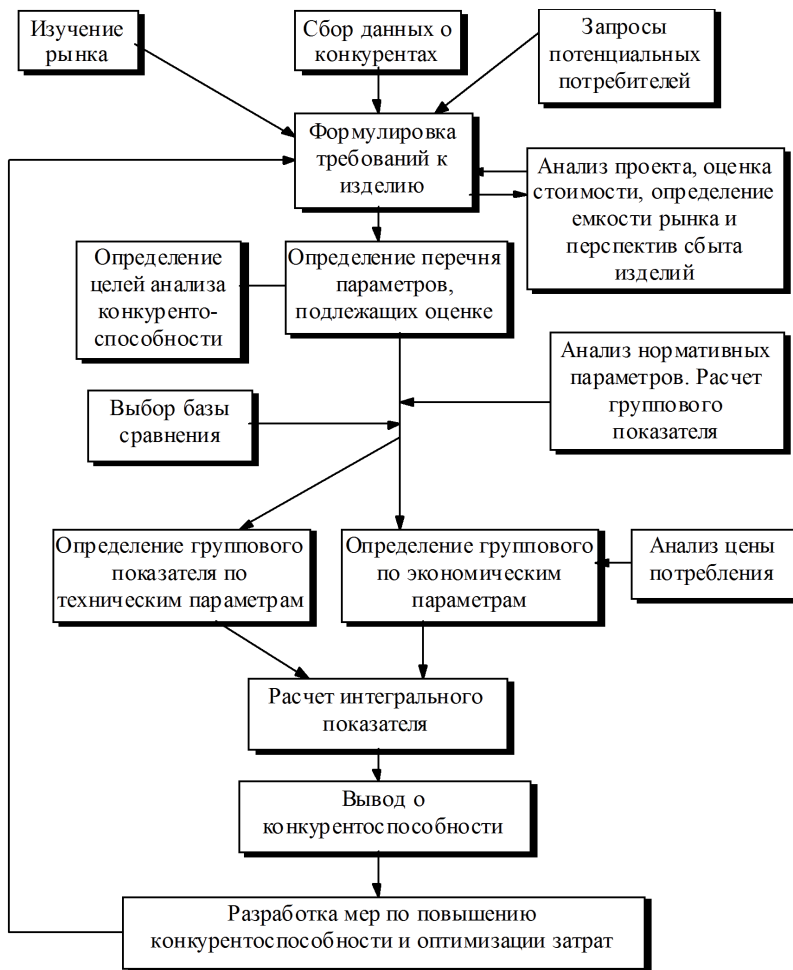 Изучение
рынка
Сбор данных о
конкурентах
Запросы
потенциальных
потребителей
Формулировка
требований к
изделию
Анализ проекта, оценка
стоимости, определение
емкости рынка и
перспектив сбыта
изделий
Определение
целей анализа
конкуренто-
способности
Определение перечня
параметров,
подлежащих оценке
Анализ нормативных
параметров. Расчет
группового
показателя
Выбор базы
сравнения
Определение группового
показателя по
техническим параметрам
Определение группового
по экономическим
параметрам
Анализ цены
потребления
Расчет интегрального
показателя
Вывод о
конкурентоспособности
Разработка мер по повышению
конкурентоспособности и оптимизации затрат